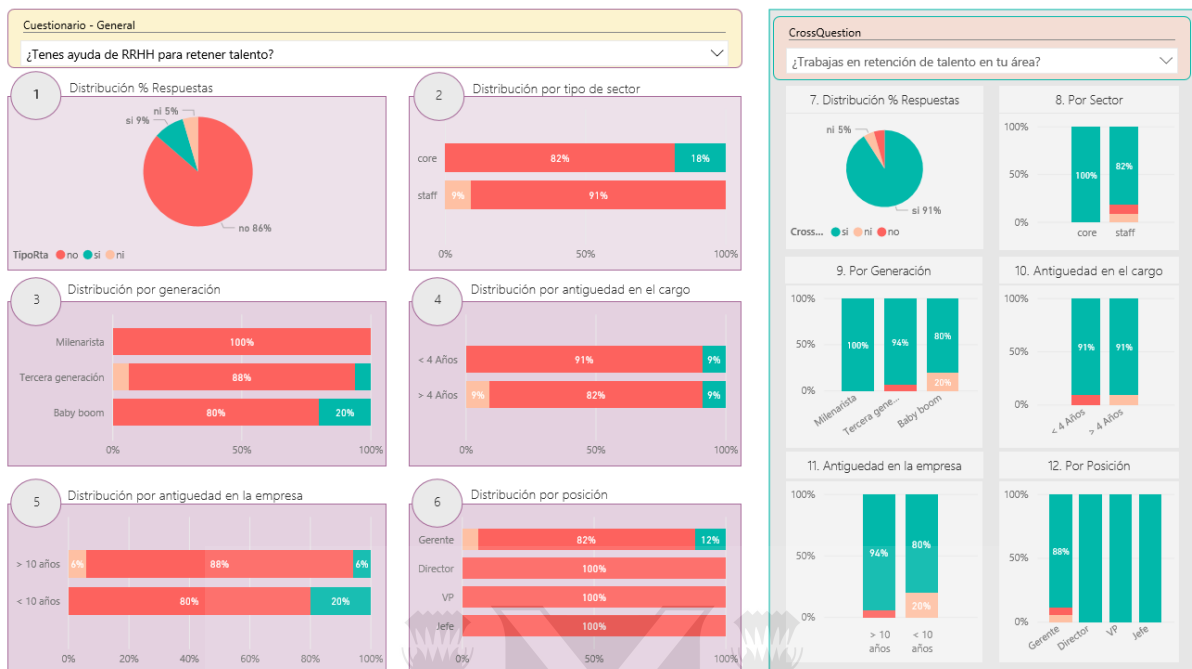 Cuestionario - General
¿Tenes ayuda de RRHH para retener talento?
1
Distribución % Respuestas
ni 5%
si 9%
no 86%
TipoRta no si ni
2
Distribución por tipo de sector
core 82% 18%
staff 9% 91%
0% 50% 100%
3
Distribución por generación
Milenarista 100%
Tercera generación 88%
Baby boom 80% 20%
0% 50% 100%
4
Distribución por antiguedad en el cargo
< 4 Años 91% 9%
> 4 Años 9% 82% 9%
0% 50% 100%
5
Distribución por antiguedad en la empresa
> 10 años 6% 88% 6%
< 10 años 80% 20%
0% 20% 40% 60% 80% 100%
6
Distribución por posición
Gerente 82% 12%
Director 100%
VP 100%
Jefe 100%
0% 50% 100%
CrossQuestion
¿Trabajas en retención de talento en tu área?
7. Distribución % Respuestas
ni 5%
si 91%
Cross... si ni no
8. Por Sector
100%
50%
0%
100% 82%
core staff
9. Por Generación
100%
50%
0%
100% 94% 80%
20%
Milenarista Tercera gene... Baby boom
10. Antiguedad en el cargo
100%
50%
0%
91% 91%
< 4 Años > 4 Años
11. Antiguedad en la empresa
100%
50%
0%
94% 80%
20%
> 10 < 10
años años
12. Por Posición
100%
50%
0%
88%
Gerente Director VP Jefe